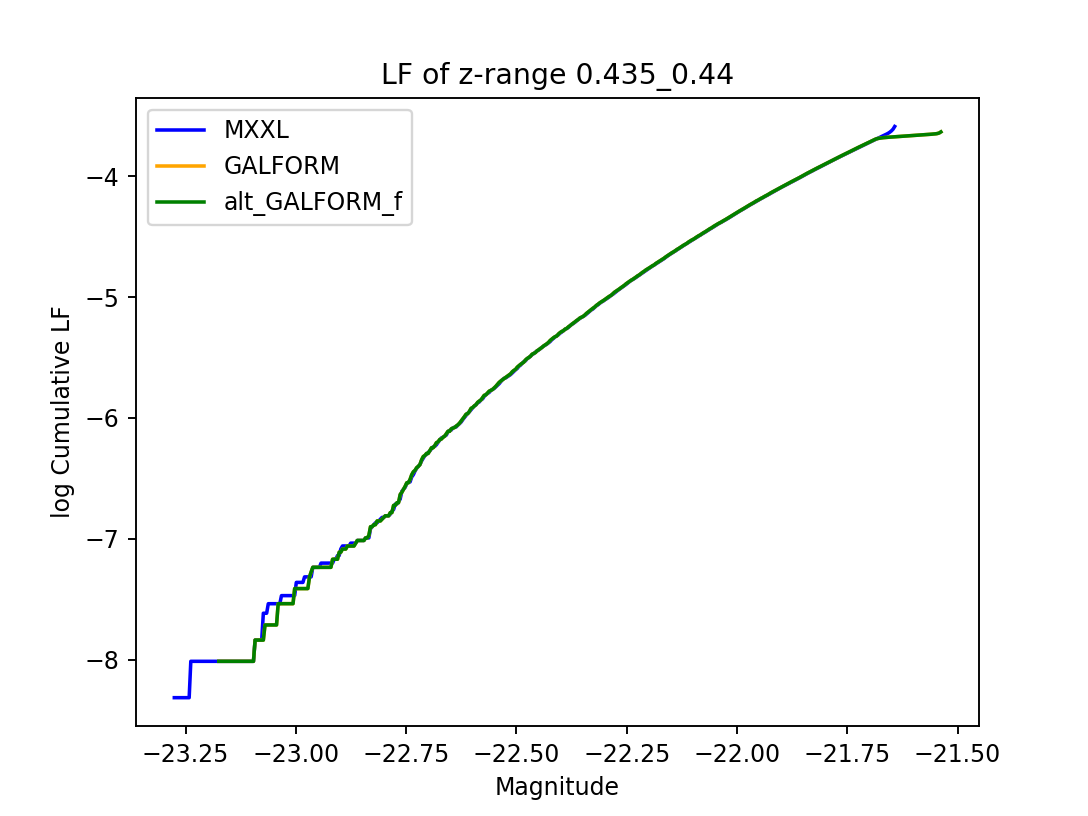 LF of z-range 0.435_0.44
MXXL
GALFORM
alt_GALFORM_f
log Cumulative LF
−4
−5
−6
−7
−8
−23.25 −23.00 −22.75 −22.50 −22.25 −22.00 −21.75 −21.50
Magnitude